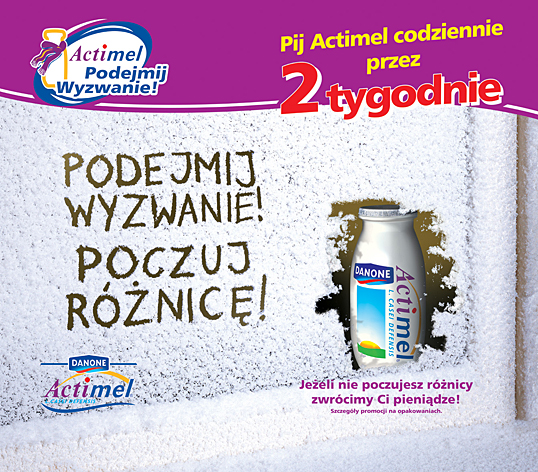 Actimel
Podejmij
Wyzwanie!
Pij Actimel codziennie
przez
2 tygodnie
PODEJMIJ
WYZWANIE!
POCZUJ
RÓŻNICĘ!
DANONE
Actimel
L. CASEI DEFENSIS
DANONE
Actimel
L. CASEI DEFENSIS
Jeżeli nie poczujesz różnicy
zwrócimy Ci pieniądze!
Szczegóły promocji na opakowaniach.